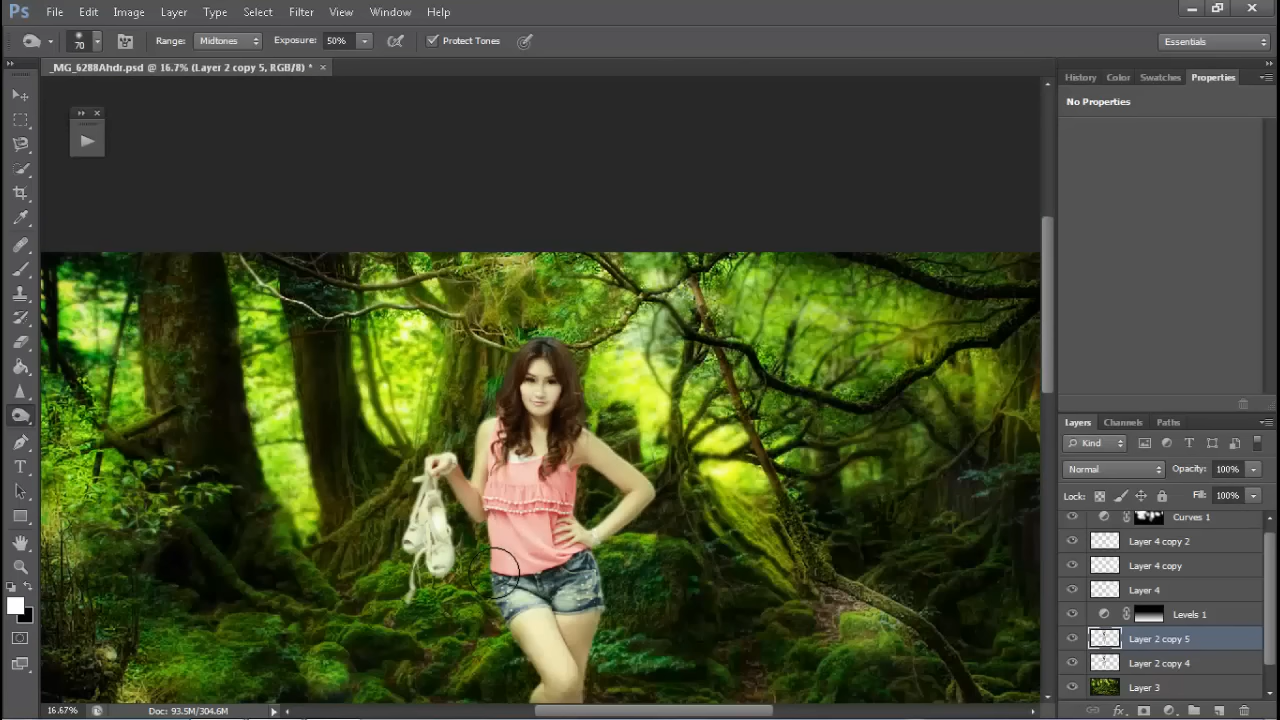 Ps File Edit Image Layer Type Select Filter View Window Help
70 Range: Midtones Exposure: 50% Protect Tones Essentials
_MG_6288Ahdr.psd @ 16.7% (Layer 2 copy 5, RGB/8) *
History Color Swatches Properties
No Properties
Layers Channels Paths
Kind
Normal Opacity: 100%
Lock: Fill: 100%
Curves 1
Layer 4 copy 2
Layer 4 copy
Layer 4
Levels 1
Layer 2 copy 5
Layer 2 copy 4
Layer 3
16.67% Doc: 93.5M/304.6M